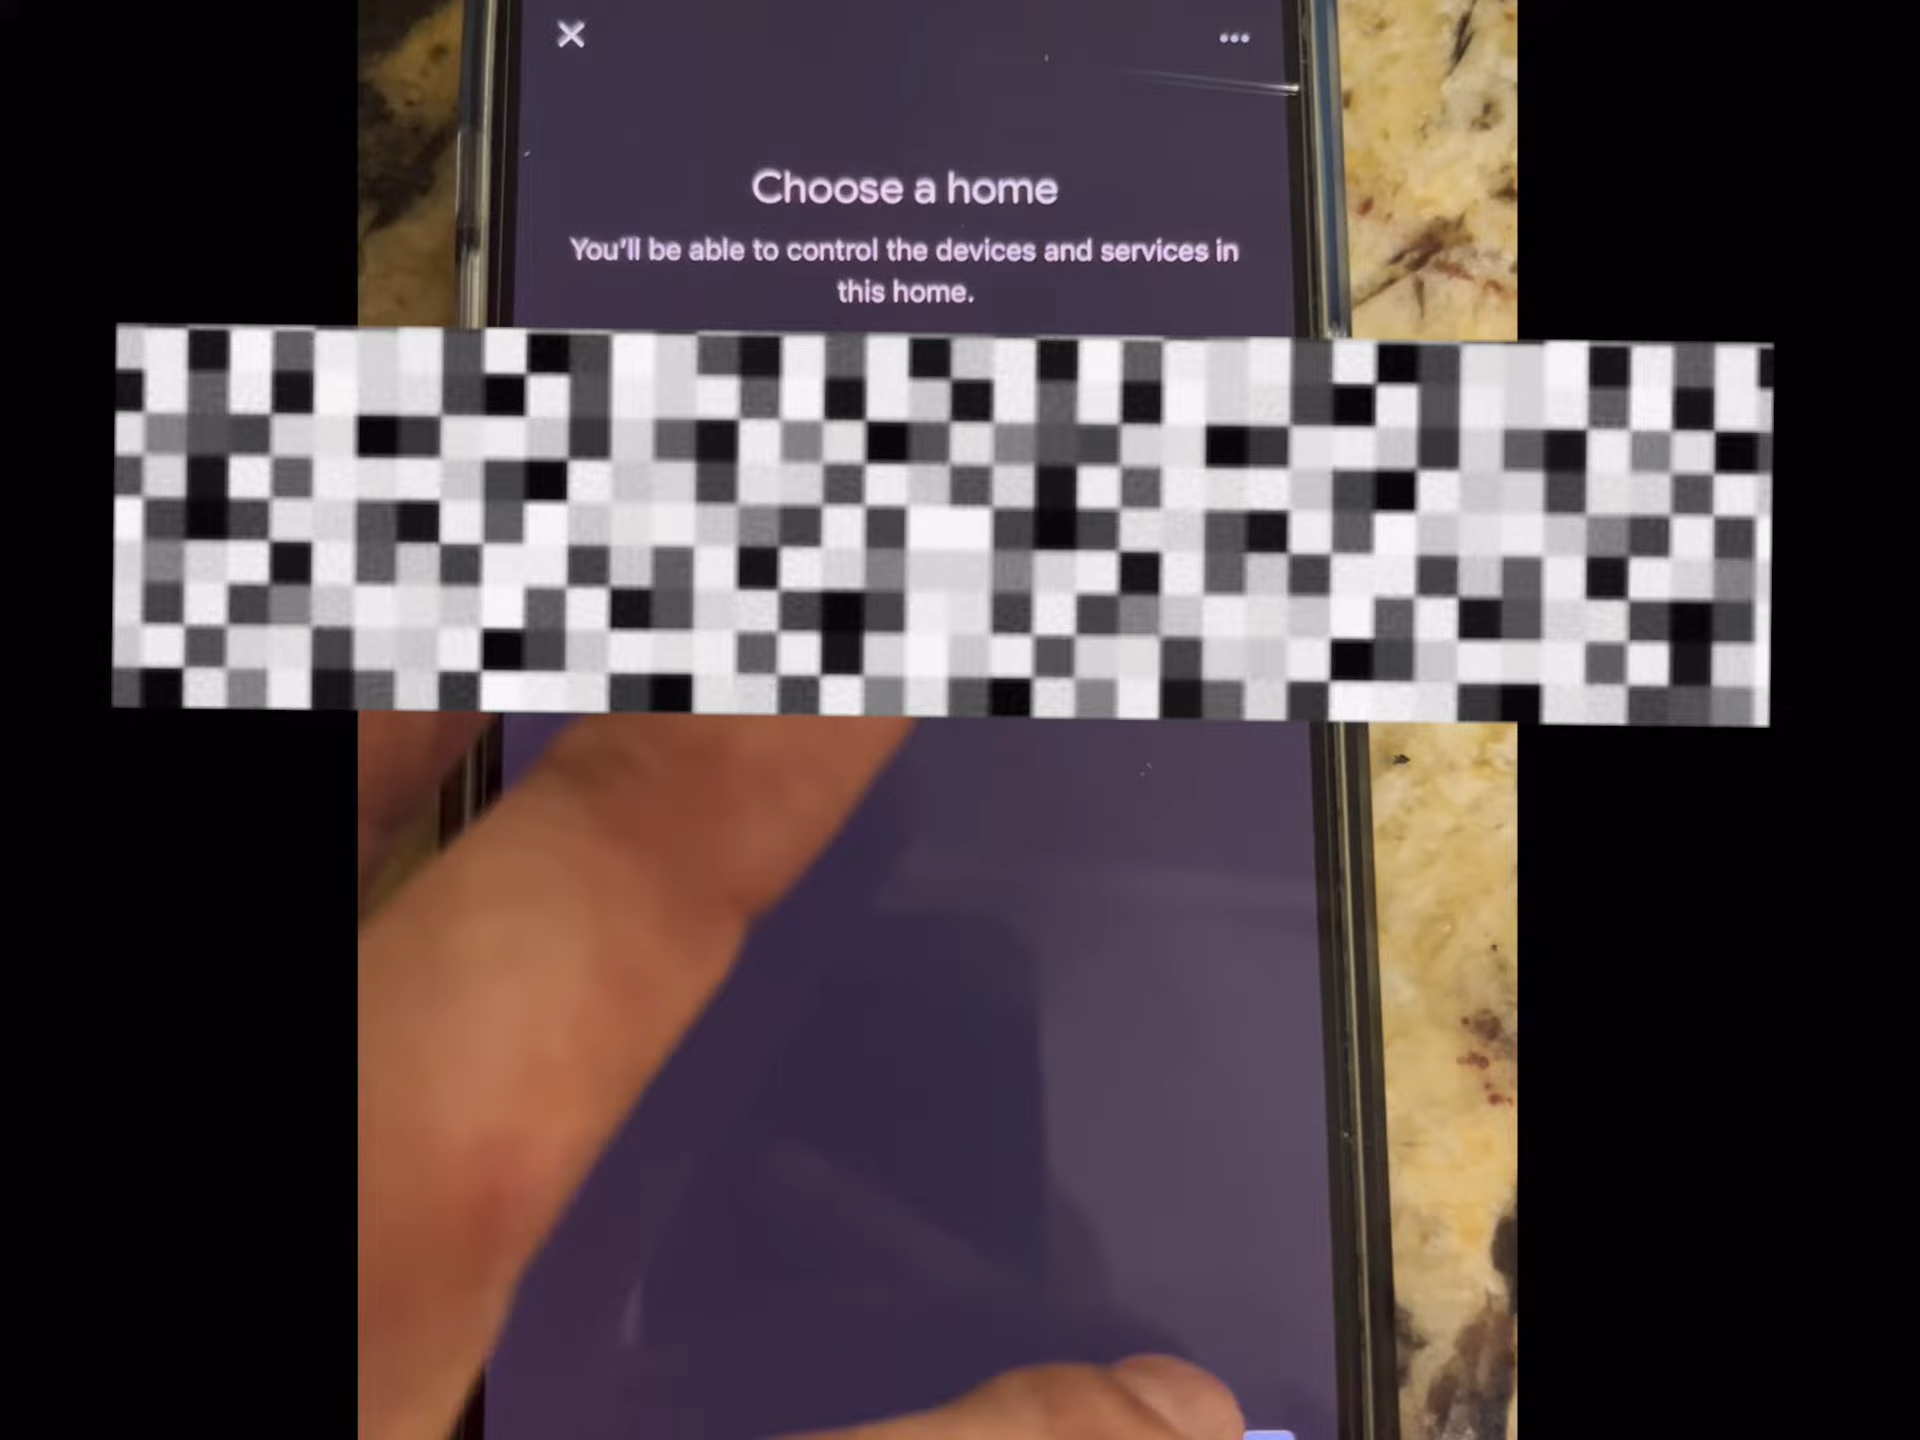 Choose a home
You'll be able to control the devices and services in
this home.